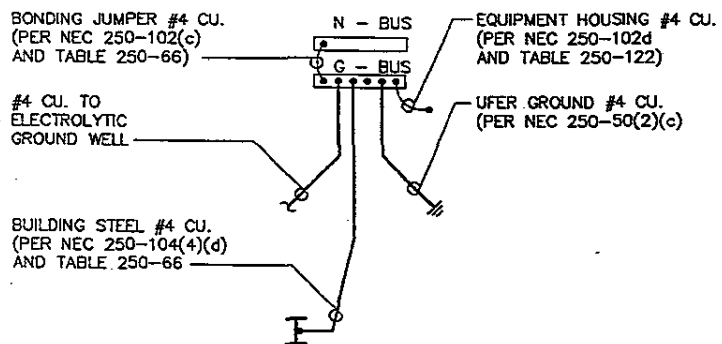 BONDING JUMPER #4 CU.
(PER NEC 250-102(c)
AND TABLE 250-66)
N - BUS
G - BUS
EQUIPMENT HOUSING #4 CU.
(PER NEC 250-102d
AND TABLE 250-122)
#4 CU. TO
ELECTROLYTIC
GROUND WELL
UFER GROUND #4 CU.
(PER NEC 250-50(2)(c)
BUILDING STEEL #4 CU.
(PER NEC 250-104(4)(d)
AND TABLE 250-66